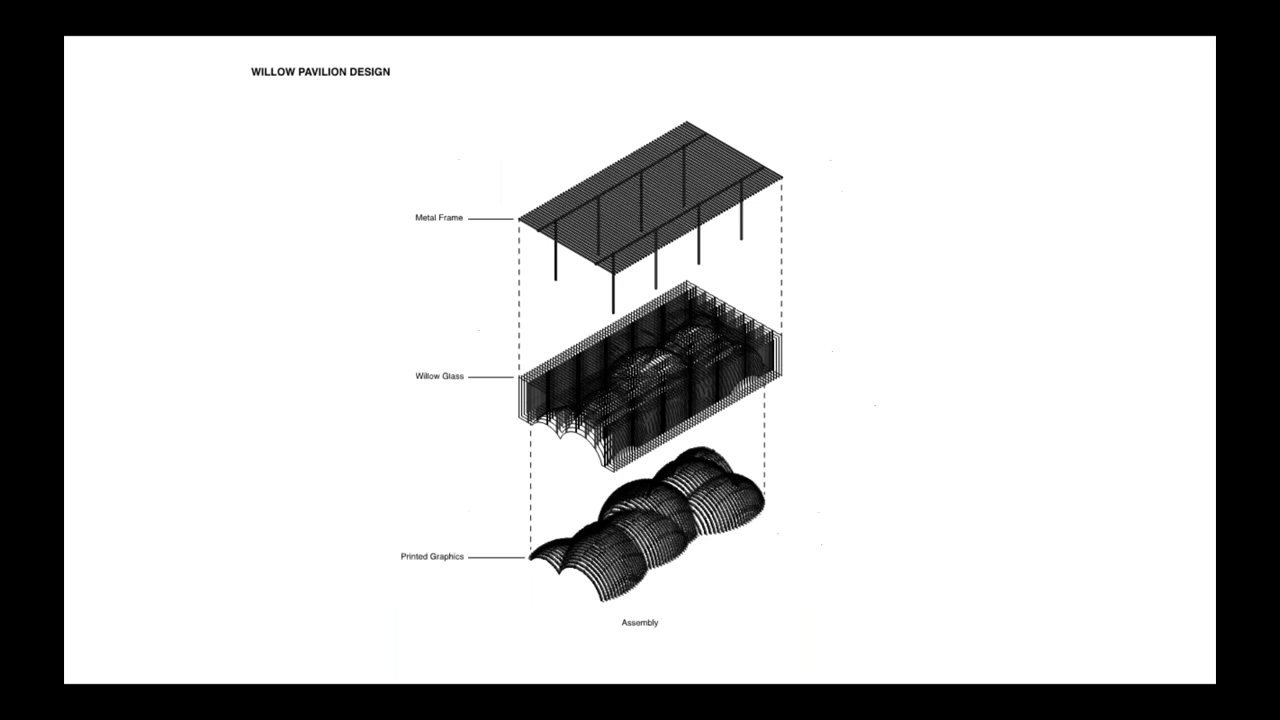 WILLOW PAVILION DESIGN
Metal Frame
Willow Glass
Printed Graphics
Assembly